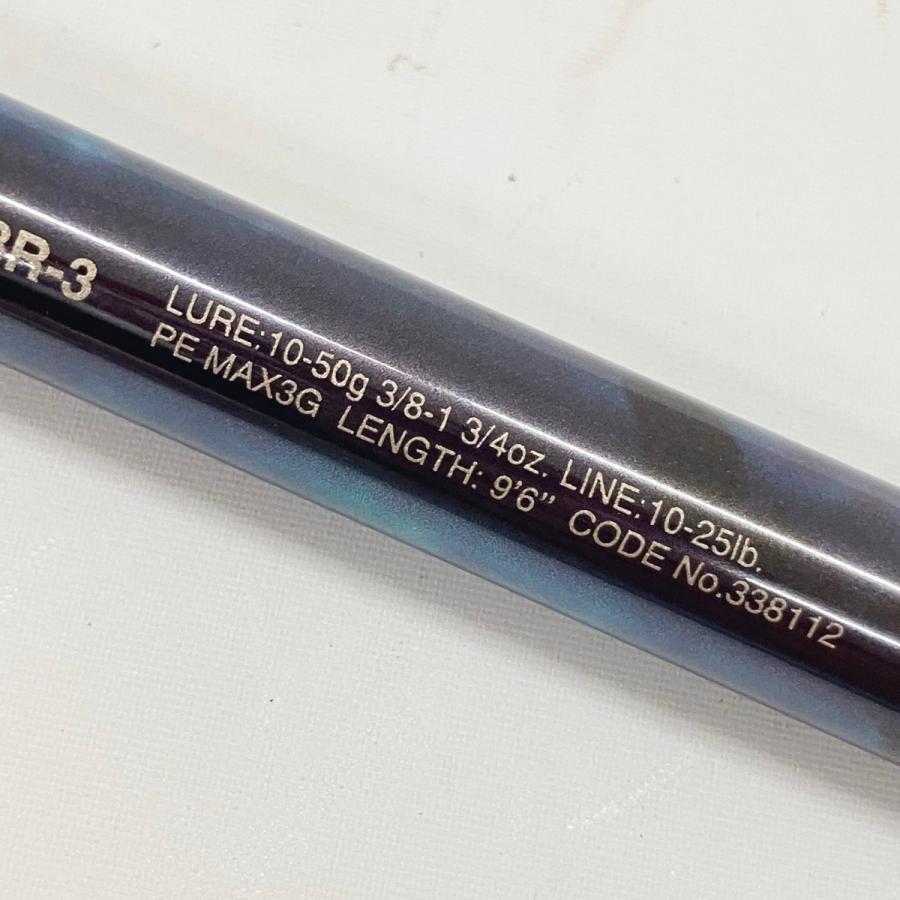 R-3
LURE:10-50g 3/8-1 3/4oz. LINE:10-25lb.
PE MAX3G LENGTH: 9'6" CODE No.338112